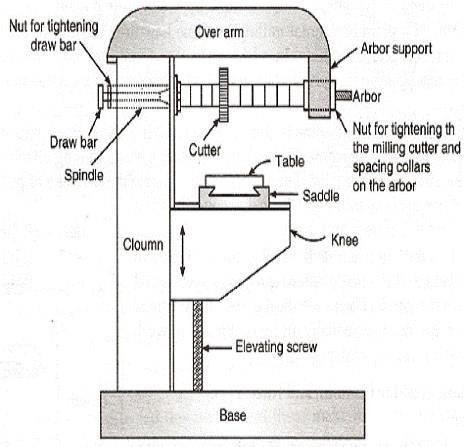 Over arm
Nut for tightening
draw bar
Arbor support
Arbor
Draw bar
Spindle
Cutter
Nut for tightening th
the milling cutter and
spacing collars
on the arbor
Table
Saddle
Cloumn
Knee
Elevating screw
Base